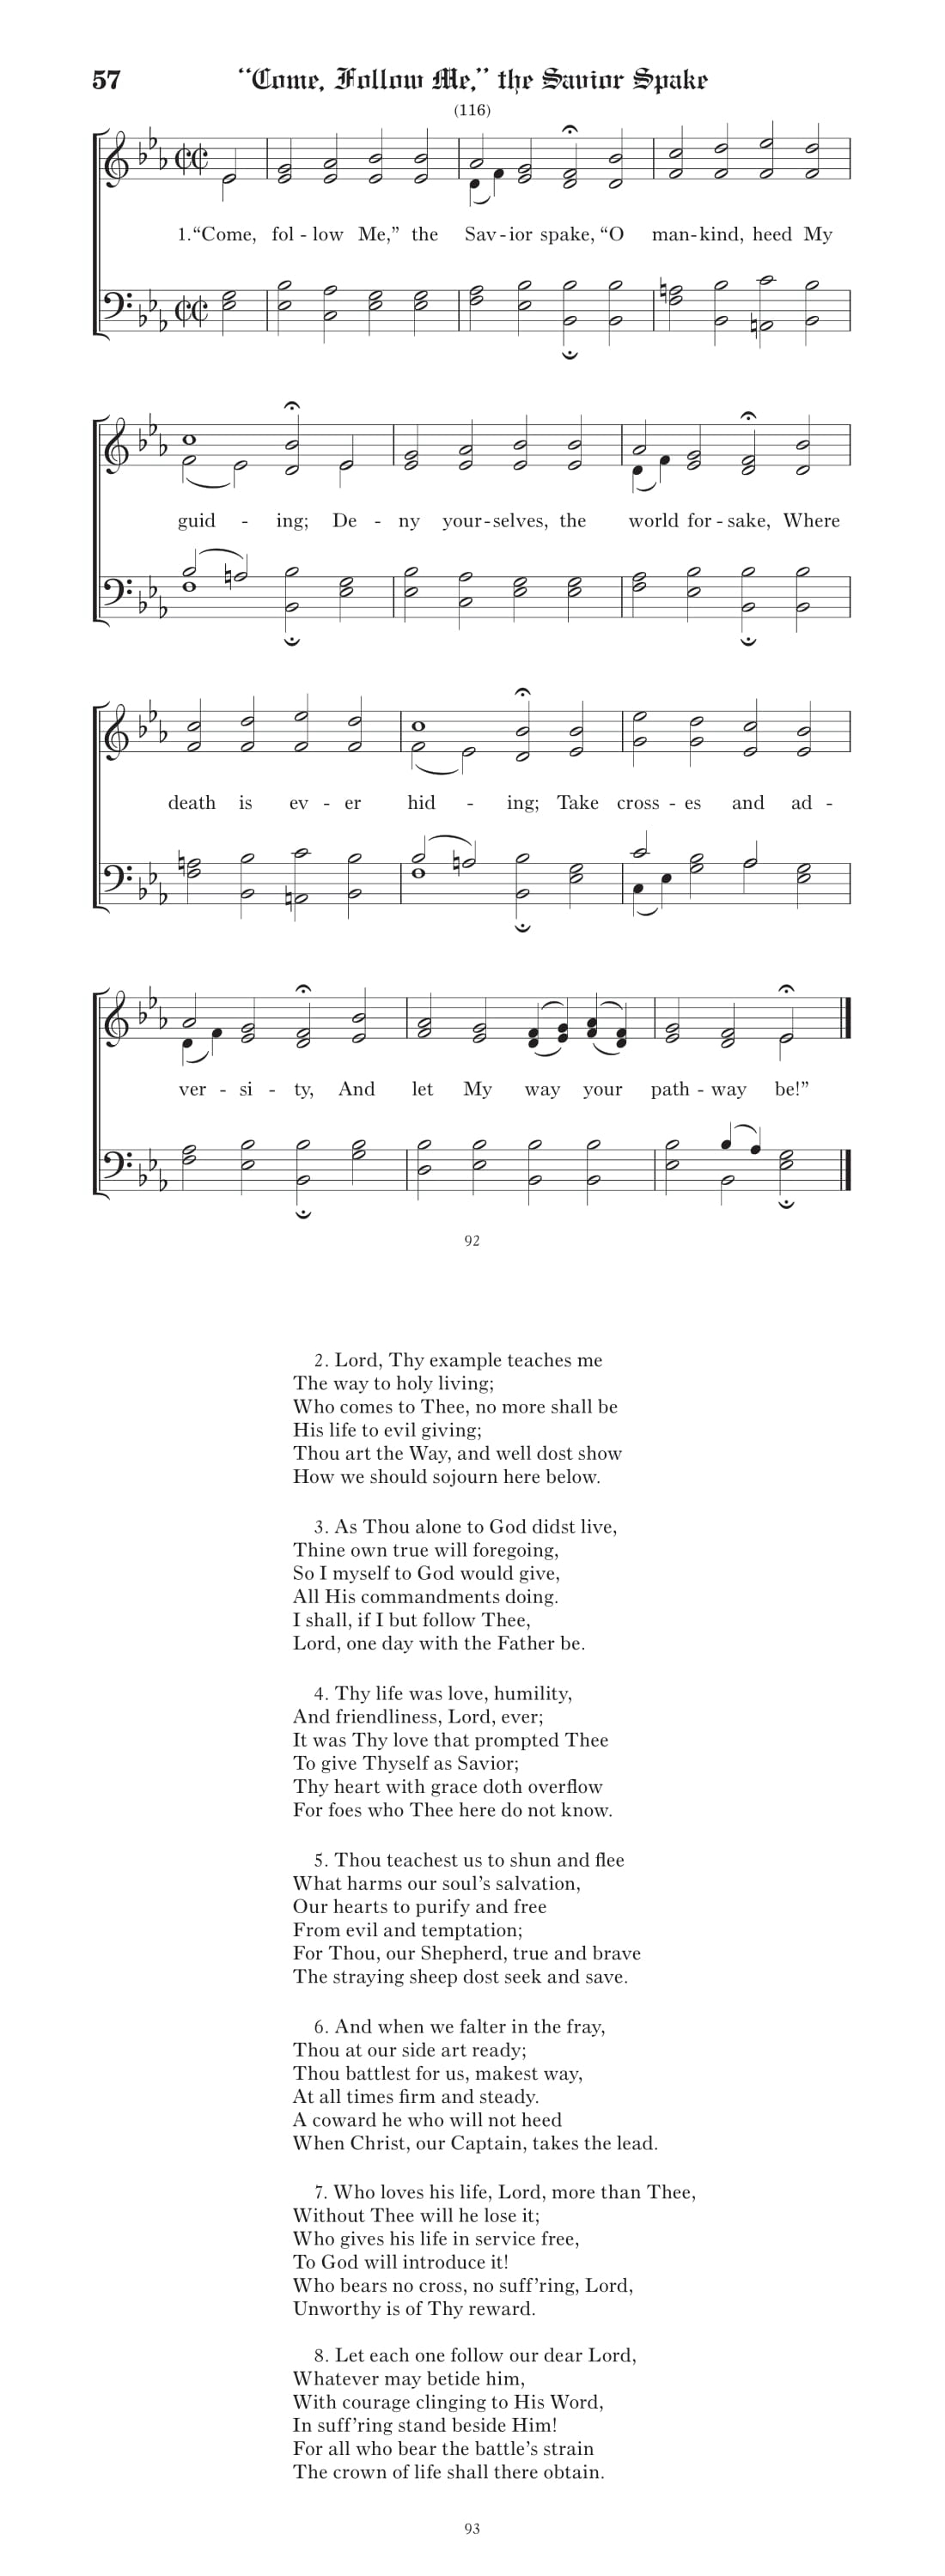 57 “Come, Follow Me,” the Savior Spake
(116)
1.“Come, fol - low Me,” the Sav - ior spake, “O man - kind, heed My
guid - ing; De - ny your - selves, the world for - sake, Where
death is ev - er hid - ing; Take cross - es and ad -
ver - si - ty, And let My way your path - way be!”
92
2. Lord, Thy example teaches me
The way to holy living;
Who comes to Thee, no more shall be
His life to evil giving;
Thou art the Way, and well dost show
How we should sojourn here below.
3. As Thou alone to God didst live,
Thine own true will foregoing,
So I myself to God would give,
All His commandments doing.
I shall, if I but follow Thee,
Lord, one day with the Father be.
4. Thy life was love, humility,
And friendliness, Lord, ever;
It was Thy love that prompted Thee
To give Thyself as Savior;
Thy heart with grace doth overflow
For foes who Thee here do not know.
5. Thou teachest us to shun and flee
What harms our soul’s salvation,
Our hearts to purify and free
From evil and temptation;
For Thou, our Shepherd, true and brave
The straying sheep dost seek and save.
6. And when we falter in the fray,
Thou at our side art ready;
Thou battlest for us, makest way,
At all times firm and steady.
A coward he who will not heed
When Christ, our Captain, takes the lead.
7. Who loves his life, Lord, more than Thee,
Without Thee will he lose it;
Who gives his life in service free,
To God will introduce it!
Who bears no cross, no suff’ring, Lord,
Unworthy is of Thy reward.
8. Let each one follow our dear Lord,
Whatever may betide him,
With courage clinging to His Word,
In suff’ring stand beside Him!
For all who bear the battle’s strain
The crown of life shall there obtain.
93